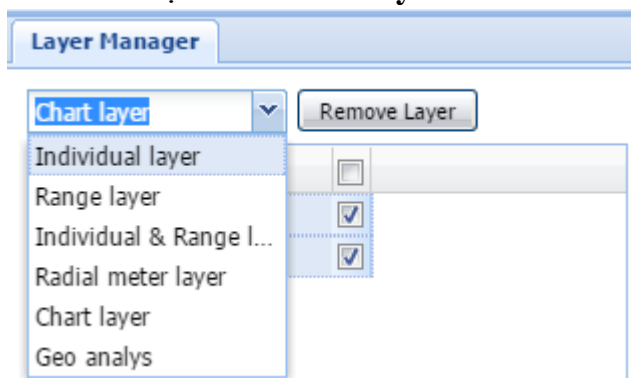 Layer Manager
Chart layer Remove Layer
Individual layer
Range layer
Individual & Range l...
Radial meter layer
Chart layer
Geo analys